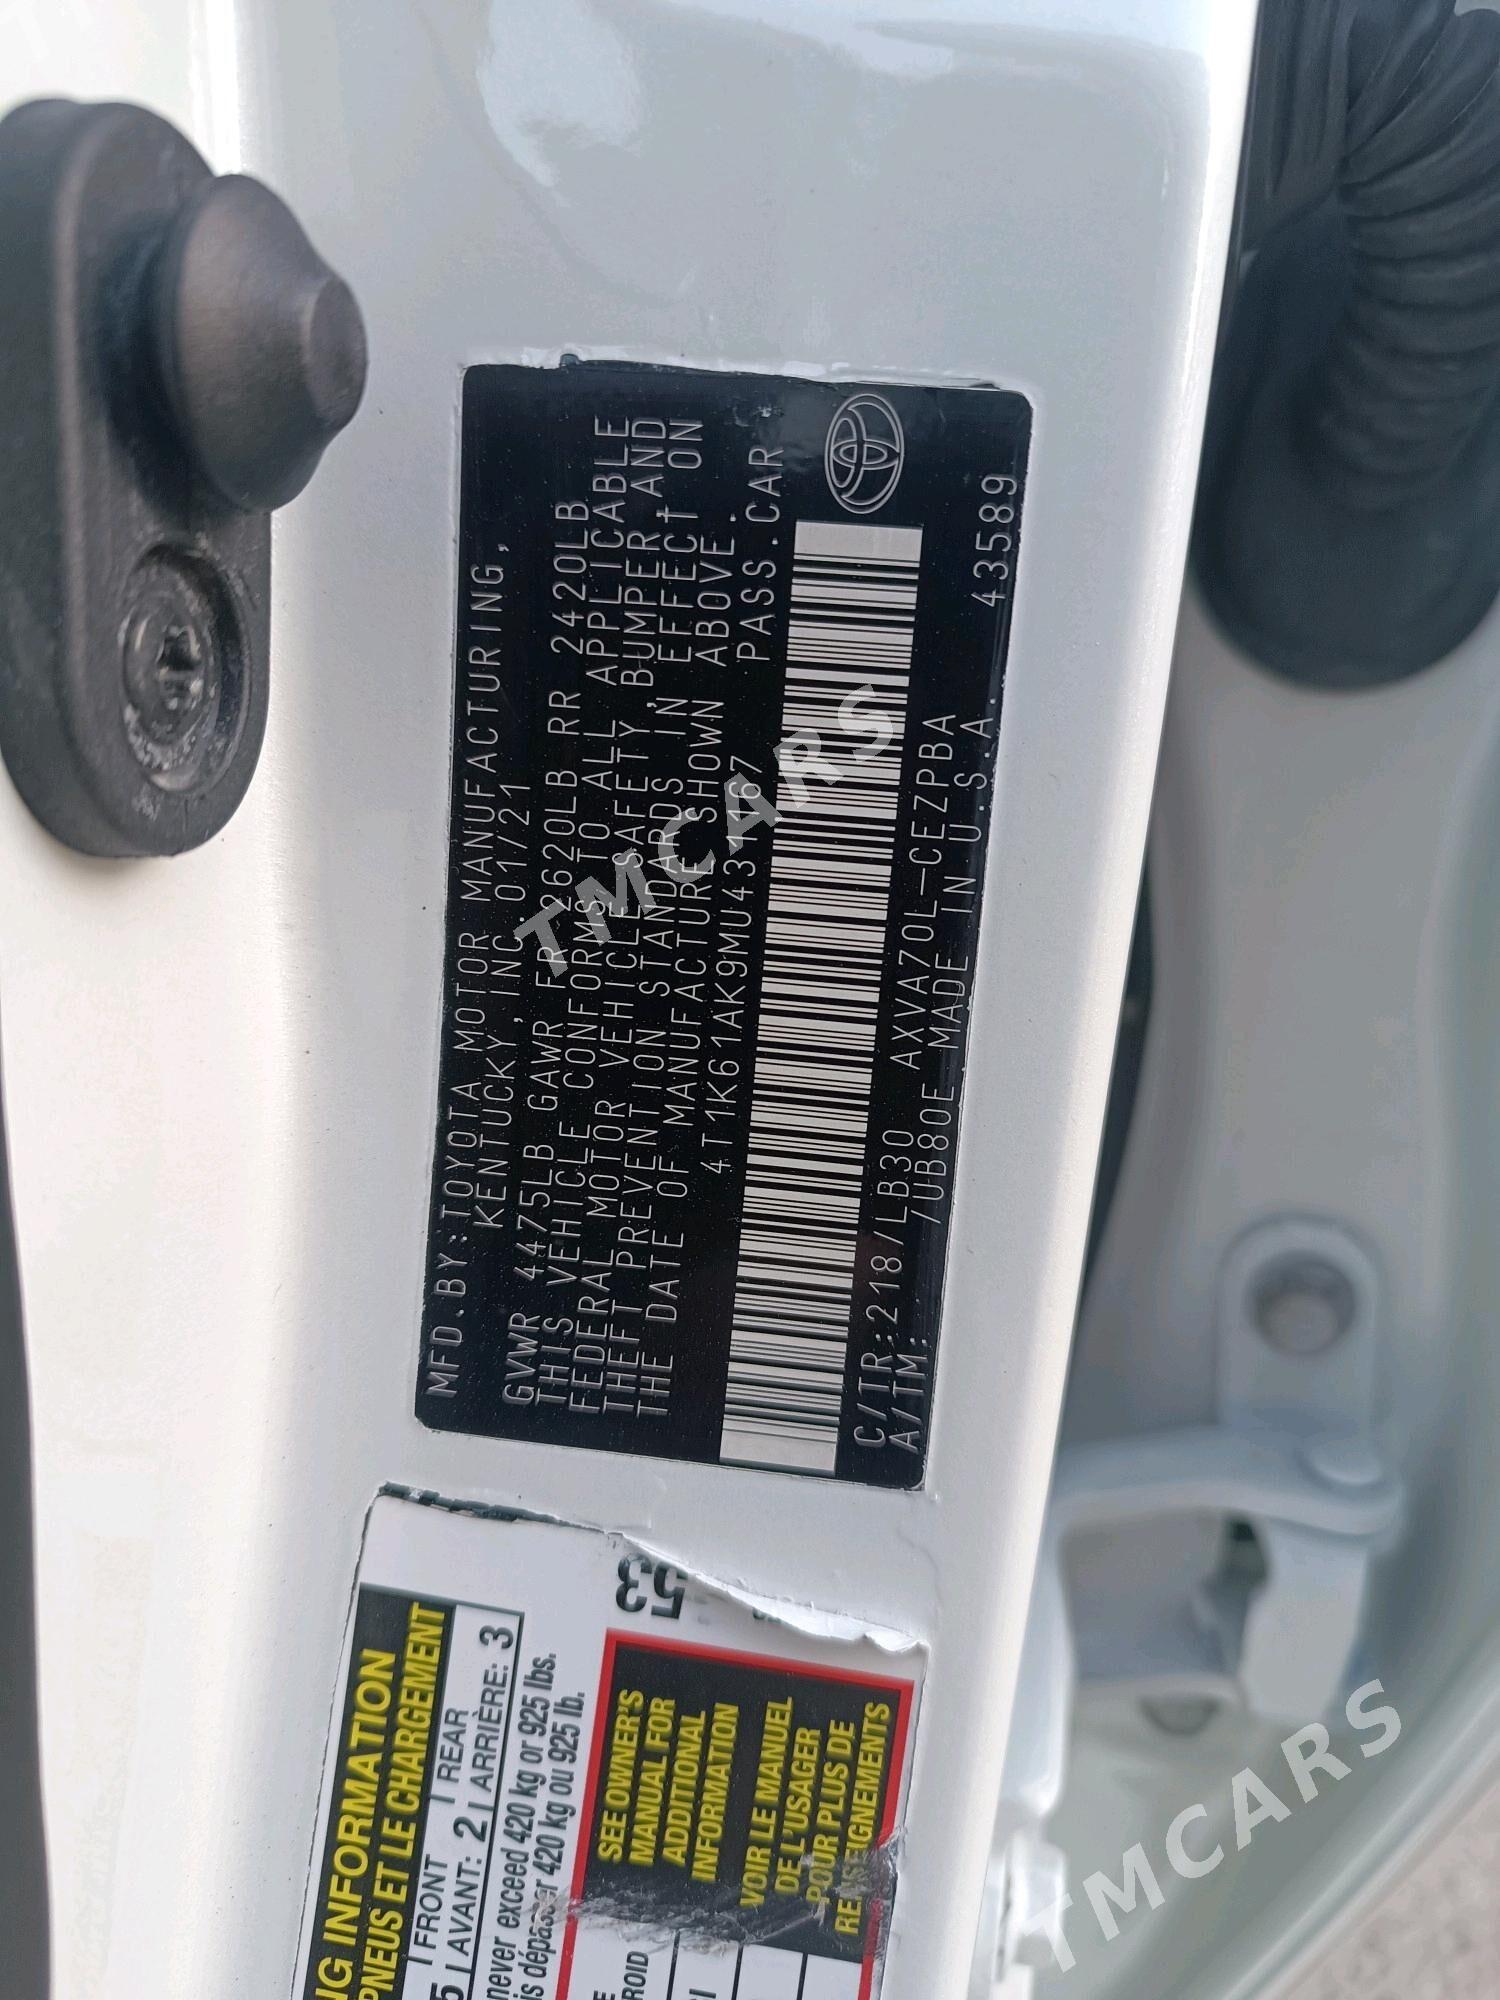 MFD.BY:TOYOTA MOTOR MANUFACTURING,
KENTUCKY,INC. 01/21
GVWR 4475LB GAWR FR 2620LB RR 2420LB
THIS VEHICLE CONFORMS TO ALL APPLICABLE
FEDERAL MOTOR VEHICLE SAFETY, BUMPER AND
THEFT PREVENTION STANDARDS IN EFFECT ON
THE DATE OF MANUFACTURE SHOWN ABOVE.
4T1K61AK9MU431167 PASS.CAR
C/TR:218/LB30 AXVA70L-CEZPBA
A/TM: /UB80E MADE IN U.S.A. 43589
TMCARS
53
NG INFORMATION
PNEUS ET LE CHARGEMENT
5 FRONT AVANT: 2 REAR ARRIÈRE: 3
never exceed 420 kg or 925 lbs.
is dépasser 420 kg ou 925 lb.
SEE OWNER'S
MANUAL FOR
ADDITIONAL
INFORMATION
VOIR LE MANUEL
DE L'USAGER
POUR PLUS DE
RENSEIGNEMENTS
TMCARS